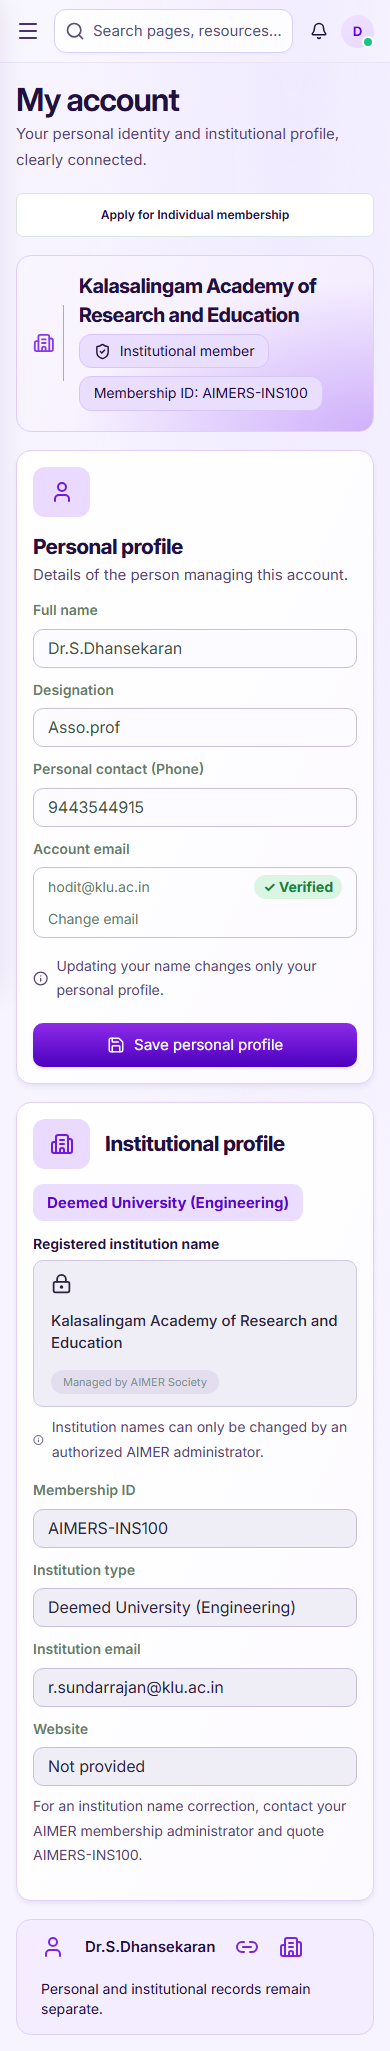 Search pages, resources...
D
My account
Your personal identity and institutional profile,
clearly connected.
Apply for Individual membership
Kalasalingam Academy of
Research and Education
Institutional member
Membership ID: AIMERS-INS100
Personal profile
Details of the person managing this account.
Full name
Dr.S.Dhansekaran
Designation
Asso.prof
Personal contact (Phone)
9443544915
Account email
hodit@klu.ac.in
✓ Verified
Change email
Updating your name changes only your
personal profile.
Save personal profile
Institutional profile
Deemed University (Engineering)
Registered institution name
Kalasalingam Academy of Research and
Education
Managed by AIMER Society
Institution names can only be changed by an
authorized AIMER administrator.
Membership ID
AIMERS-INS100
Institution type
Deemed University (Engineering)
Institution email
r.sundarrajan@klu.ac.in
Website
Not provided
For an institution name correction, contact your
AIMER membership administrator and quote
AIMERS-INS100.
Dr.S.Dhansekaran
Personal and institutional records remain
separate.